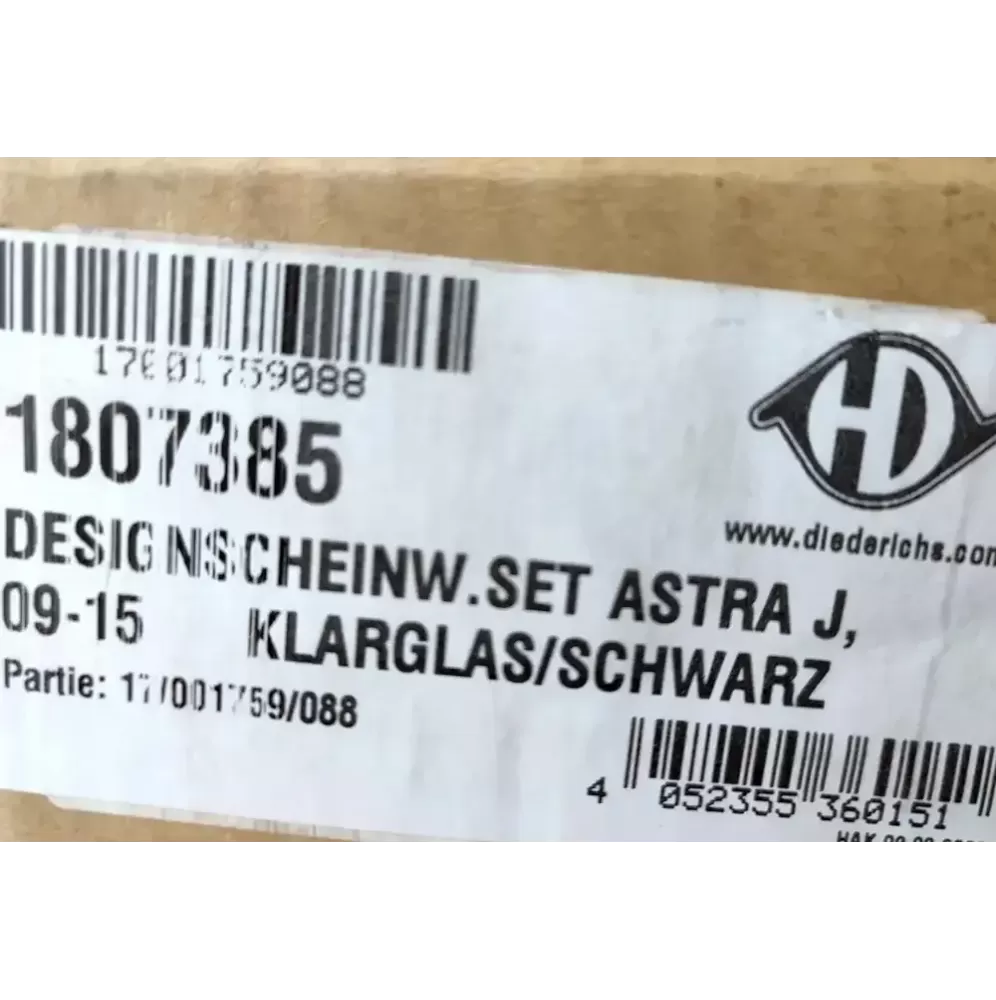 17001759088
1807385
HD
www.diederichs.com
DESIGNSCHEINW.SET ASTRA J,
09-15 KLARGLAS/SCHWARZ
Partie: 17/001759/088
4 052355 360151